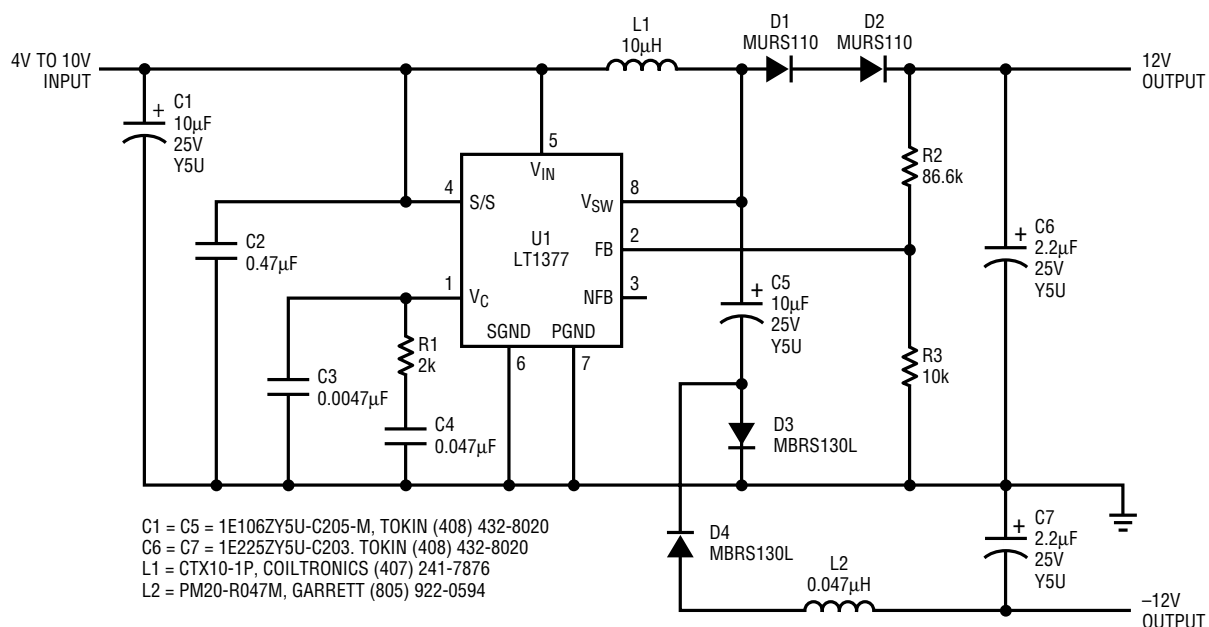 4V TO 10V
INPUT
+
C1
10μF
25V
Y5U
L1
10μH
D1
MURS110
D2
MURS110
12V
OUTPUT
5
VIN
4
S/S
VSW
8
U1
LT1377
FB
2
1
VC
NFB
3
SGND
PGND
6
7
C2
0.47μF
C3
0.0047μF
R1
2k
C4
0.047μF
+
C5
10μF
25V
Y5U
R2
86.6k
R3
10k
+
C6
2.2μF
25V
Y5U
D3
MBRS130L
D4
MBRS130L
L2
0.047μH
+
C7
2.2μF
25V
Y5U
–12V
OUTPUT
C1 = C5 = 1E106ZY5U-C205-M, TOKIN (408) 432-8020
C6 = C7 = 1E225ZY5U-C203. TOKIN (408) 432-8020
L1 = CTX10-1P, COILTRONICS (407) 241-7876
L2 = PM20-R047M, GARRETT (805) 922-0594